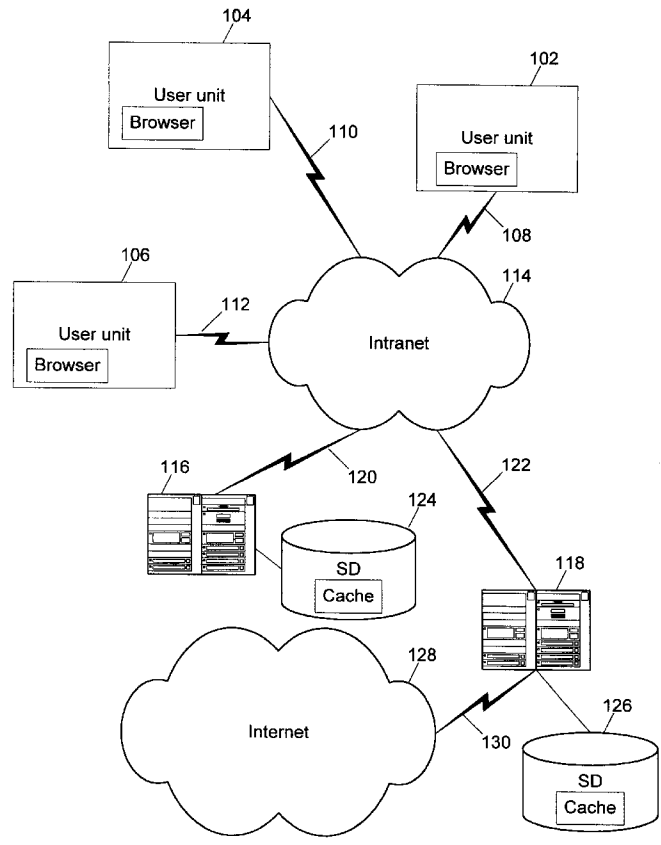 104
User unit
Browser
102
User unit
Browser
110
108
106
User unit
Browser
112
114
Intranet
116
120
122
124
SD
Cache
118
128
Internet
130
126
SD
Cache